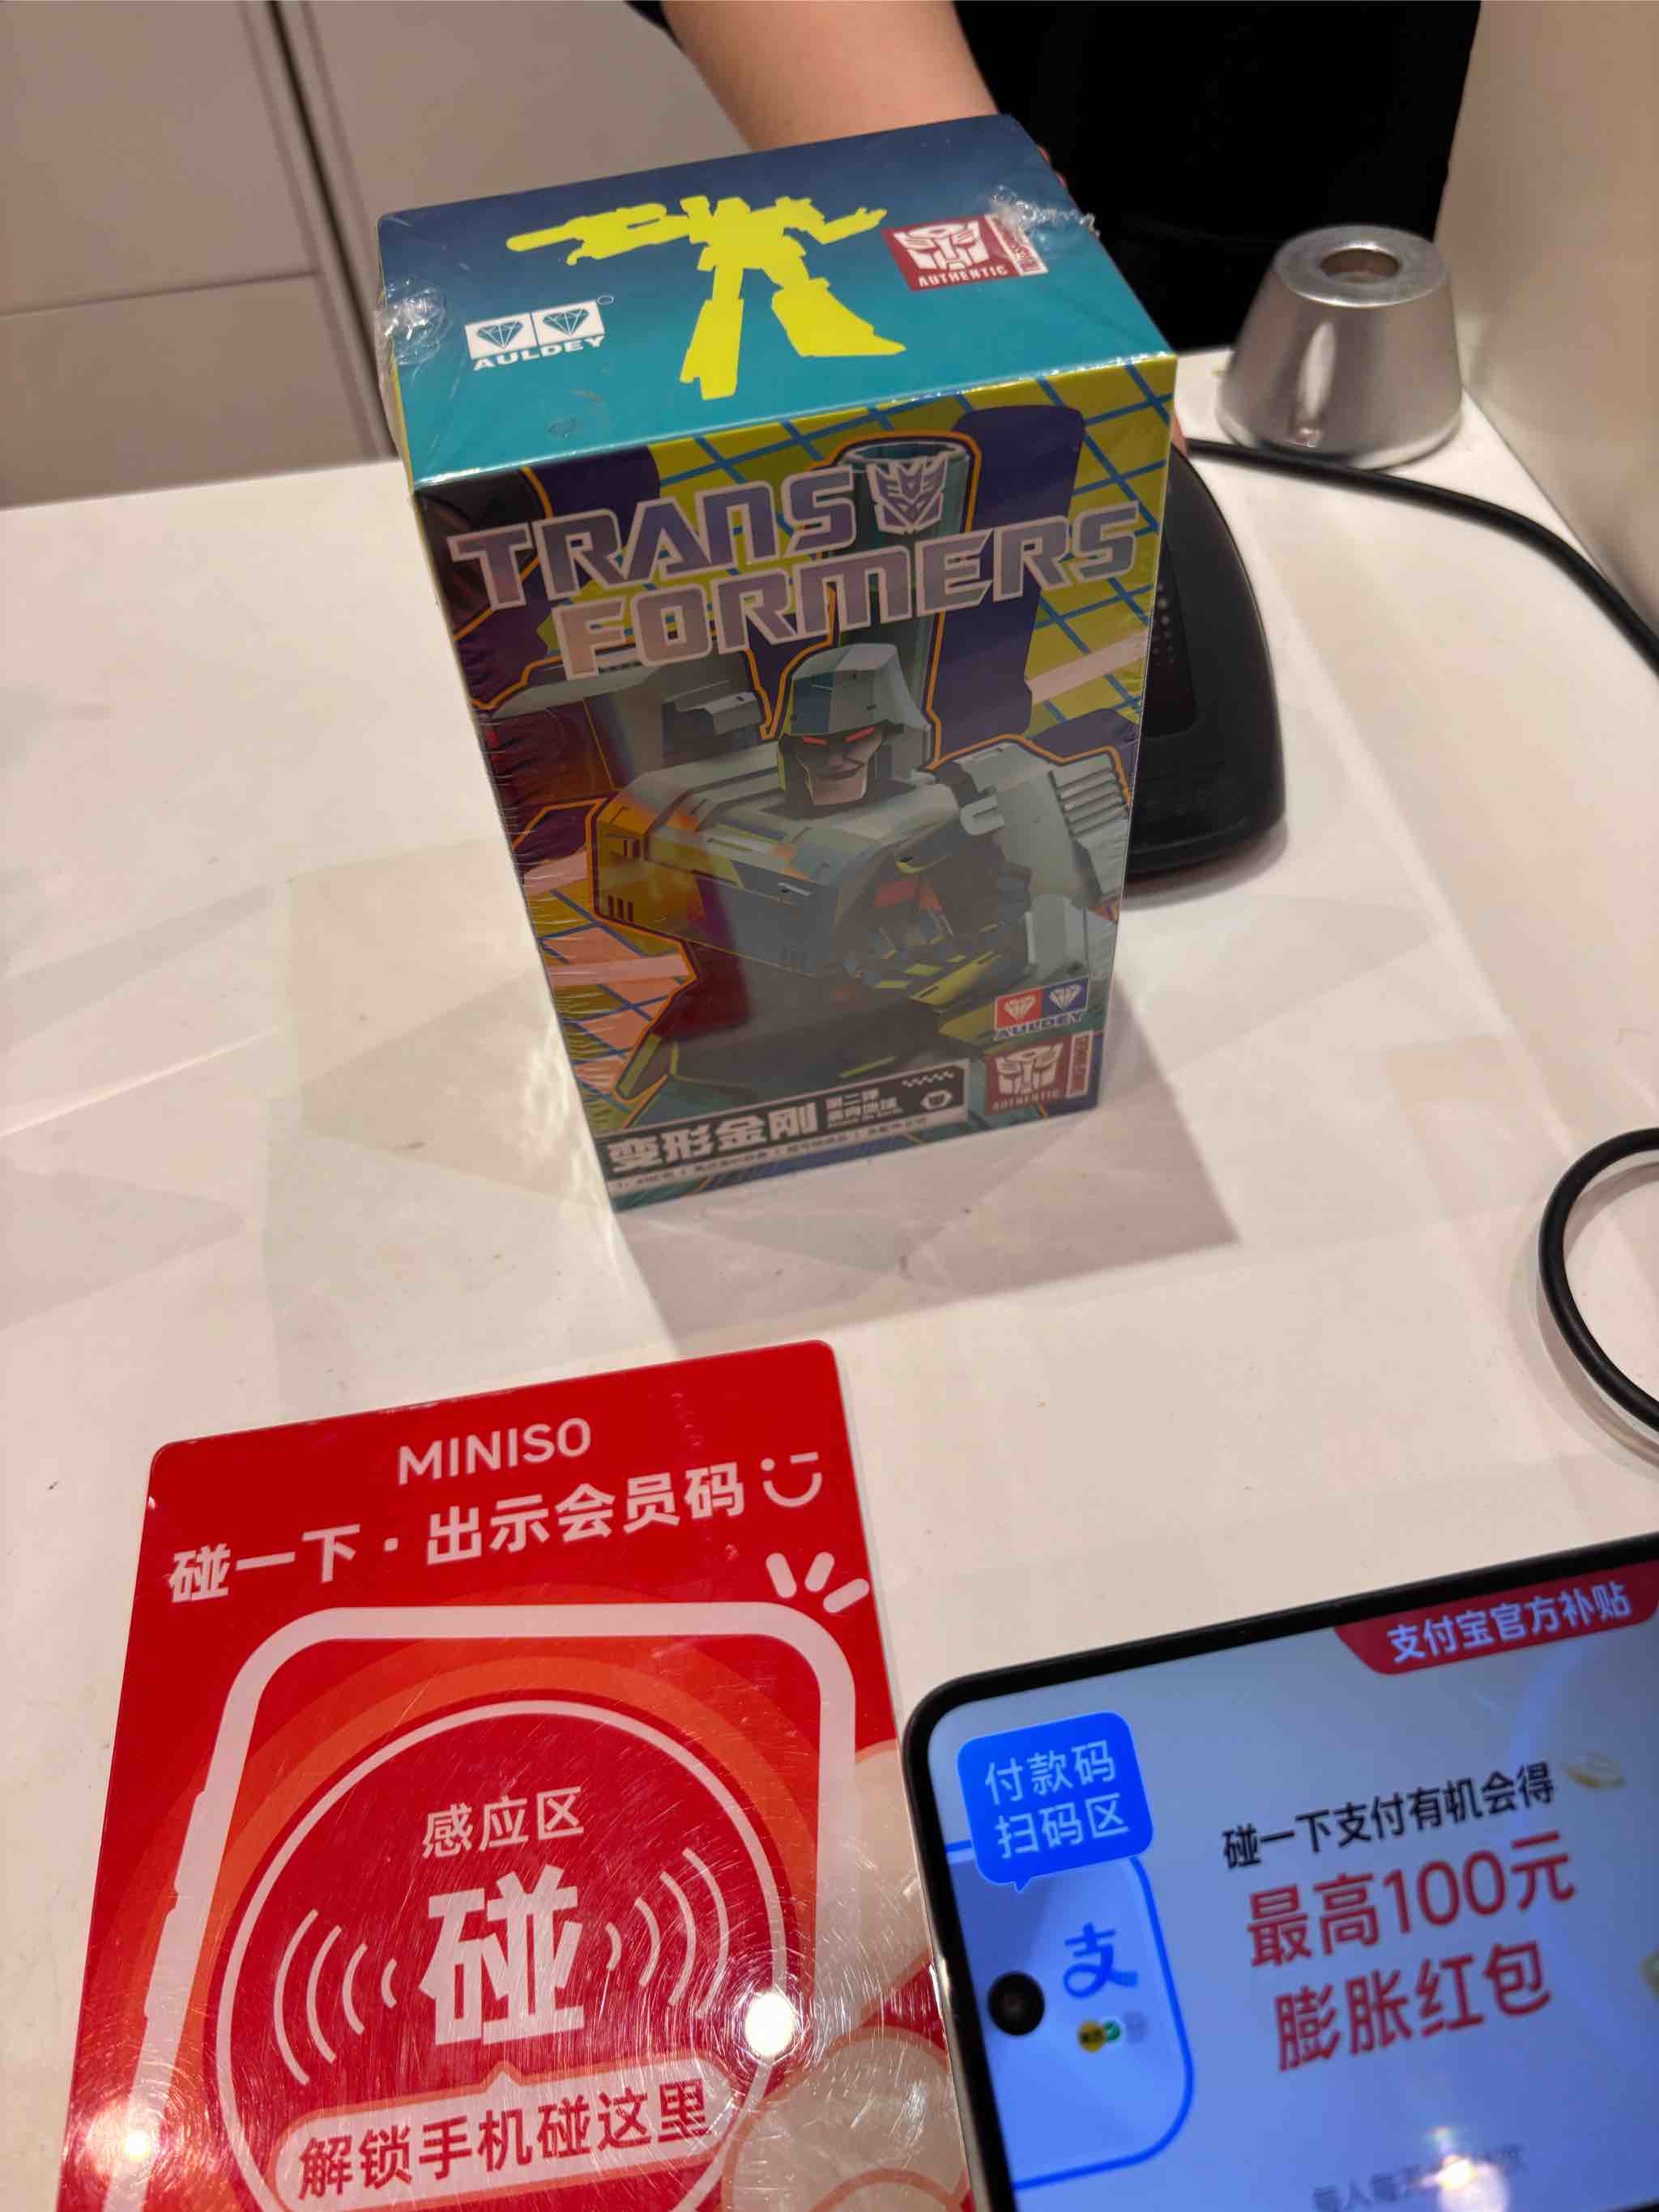 AULDEY
AUTHENTIC
TRANS
FORMERS
AULDEY
AUTHENTIC
变形金刚
第二弹
MINISO
碰一下·出示会员码
感应区
碰
解锁手机碰这里
支付宝官方补贴
付款码
扫码区
支
碰一下支付有机会得
最高100元
膨胀红包